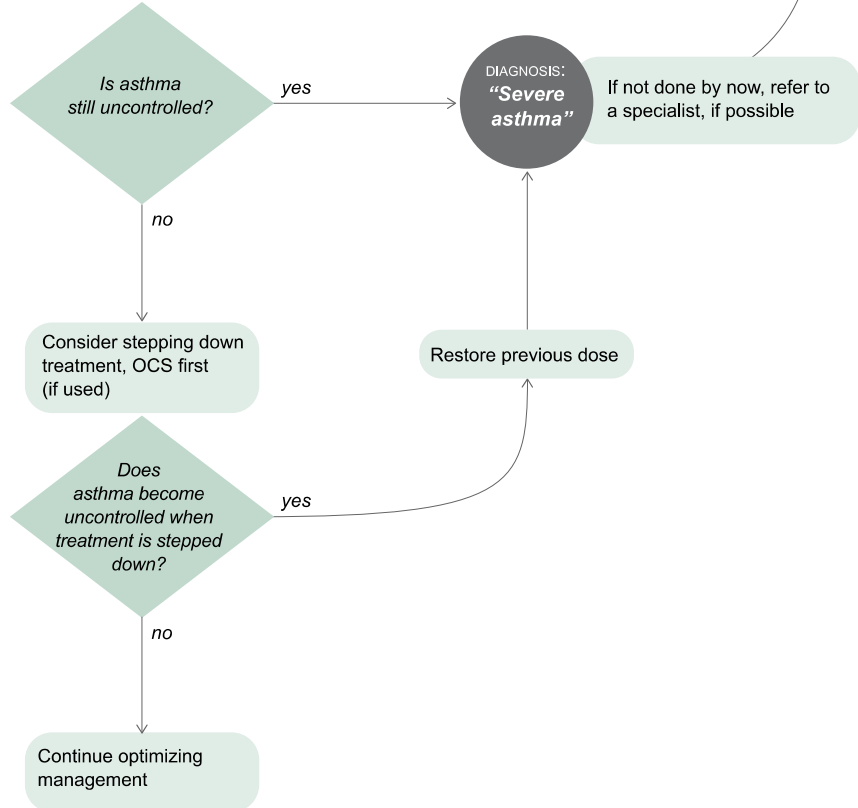 Is asthma
still uncontrolled?
yes
DIAGNOSIS:
“Severe
asthma”
If not done by now, refer to
a specialist, if possible
no
Consider stepping down
treatment, OCS first
(if used)
Restore previous dose
Does
asthma become
uncontrolled when
treatment is stepped
down?
yes
no
Continue optimizing
management